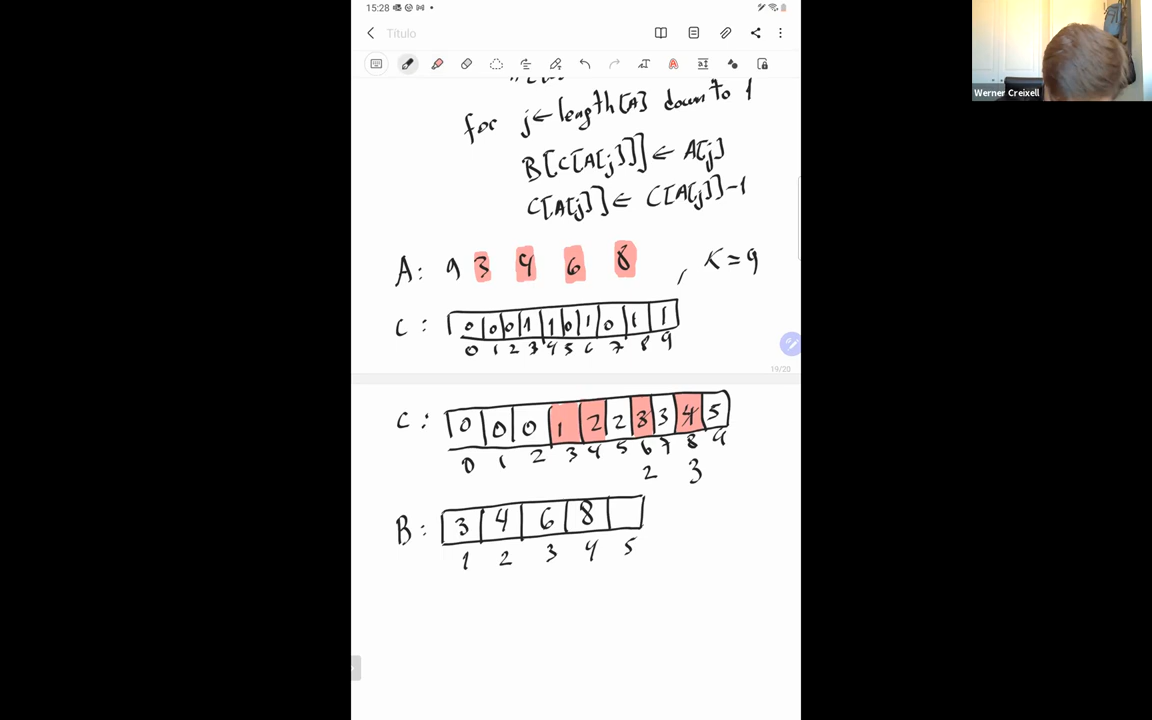 15:28
Título
for j ← length[A] down to 1
B[C[A[j]]] ← A[j]
C[A[j]] ← C[A[j]]-1
A: 9 3 4 6 8 , K=9
C: 0 0 0 1 1 0 1 0 1 1
0 1 2 3 4 5 6 7 8 9
19/20
C: 0 0 0 1 2 2 3 3 4 5
0 1 2 3 4 5 6 7 8 9
2 3
B: 3 4 6 8
1 2 3 4 5
Werner Creixell